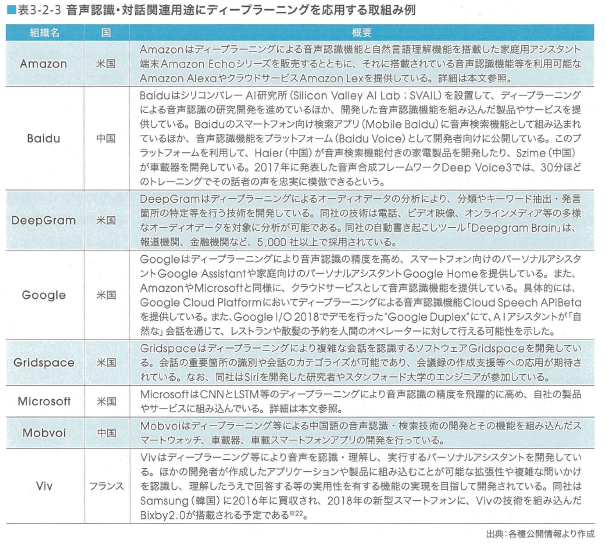 ■表3-2-3 音声認識・対話関連用途にディープラーニングを応用する取組み例
組織名 国 概要
Amazon 米国
Amazonはディープラーニングによる音声認識機能と自然言語理解機能を搭載した家庭用アシスタント
端末Amazon Echoシリーズを販売するとともに、それに搭載されている音声認識機能等を利用可能な
Amazon AlexaやクラウドサービスAmazon Lexを提供している。詳細は本文参照。
Baidu 中国
Baiduはシリコンバレー AI研究所(Silicon Valley AI Lab；SVAIL)を設置して、ディープラーニング
による音声認識の研究開発を進めているほか、開発した音声認識機能を組み込んだ製品やサービスを提
供している。Baiduのスマートフォン向け検索アプリ(Mobile Baidu)に音声検索機能として組み込まれ
ているほか、音声認識機能をプラットフォーム(Baidu Voice)として開発者向けに公開している。このプ
ラットフォームを利用して、Haier(中国)が音声検索機能付きの家電製品を開発したり、Szime(中国)
が車載器を開発している。2017年に発表した音声合成フレームワークDeep Voice3では、30分ほ
どのトレーニングでその話者の声を忠実に模倣できるという。
DeepGram 米国
DeepGramはディープラーニングによるオーディオデータの分析により、分類やキーワード抽出・発言
箇所の特定等を行う技術を開発している。同社の技術は電話、ビデオ映像、オンラインメディア等の多様
なオーディオデータを対象に分析が可能である。同社の自動書き起こしツール「Deepgram Brain」は、
報道機関、金融機関など、5,000社以上で採用されている。
Google 米国
Googleはディープラーニングにより音声認識の精度を高め、スマートフォン向けのパーソナルアシスタ
ントGoogle Assistantや家庭向けのパーソナルアシスタントGoogle Homeを提供している。また、
AmazonやMicrosoftと同様に、クラウドサービスとして音声認識機能を提供している。具体的には、
Google Cloud Platformにおいてディープラーニングによる音声認識機能Cloud Speech APIBeta
を提供している。また、Google I/O 2018でデモを行った"Google Duplex"にて、AIアシスタントが「自
然な」会話を通じて、レストランや散髪の予約を人間のオペレーターに対して行える可能性を示した。
Gridspace 米国
Gridspaceはディープラーニングにより複雑な会話を認識するソフトウェアGridspaceを開発してい
る。会話の重要箇所の識別や会話のカテゴライズが可能であり、会議録の作成支援等への応用が期待さ
れている。なお、同社はSiriを開発した研究者やスタンフォード大学のエンジニアが参加している。
Microsoft 米国
MicrosoftはCNNとLSTM等のディープラーニングにより音声認識の精度を飛躍的に高め、自社の製品
やサービスに組み込んでいる。詳細は本文参照。
Mobvoi 中国
Mobvoiはディープラーニング等による中国語の音声認識・検索技術の開発とその機能を組み込んだス
マートウォッチ、車載器、車載スマートフォンアプリの開発を行っている。
Viv フランス
Vivはディープラーニング等により音声を認識・理解し、実行するパーソナルアシスタントを開発してい
る。ほかの開発者が作成したアプリケーションや製品に組み込むことが可能な拡張性や複雑な問いかけ
を認識し、理解したうえで回答する等の実用性を有する機能の実現を目指して開発されている。同社は
Samsung(韓国)に2016年に買収され、2018年の新型スマートフォンに、Vivの技術を組み込んだ
Bixby2.0が搭載される予定である※22。
出典：各種公開情報より作成